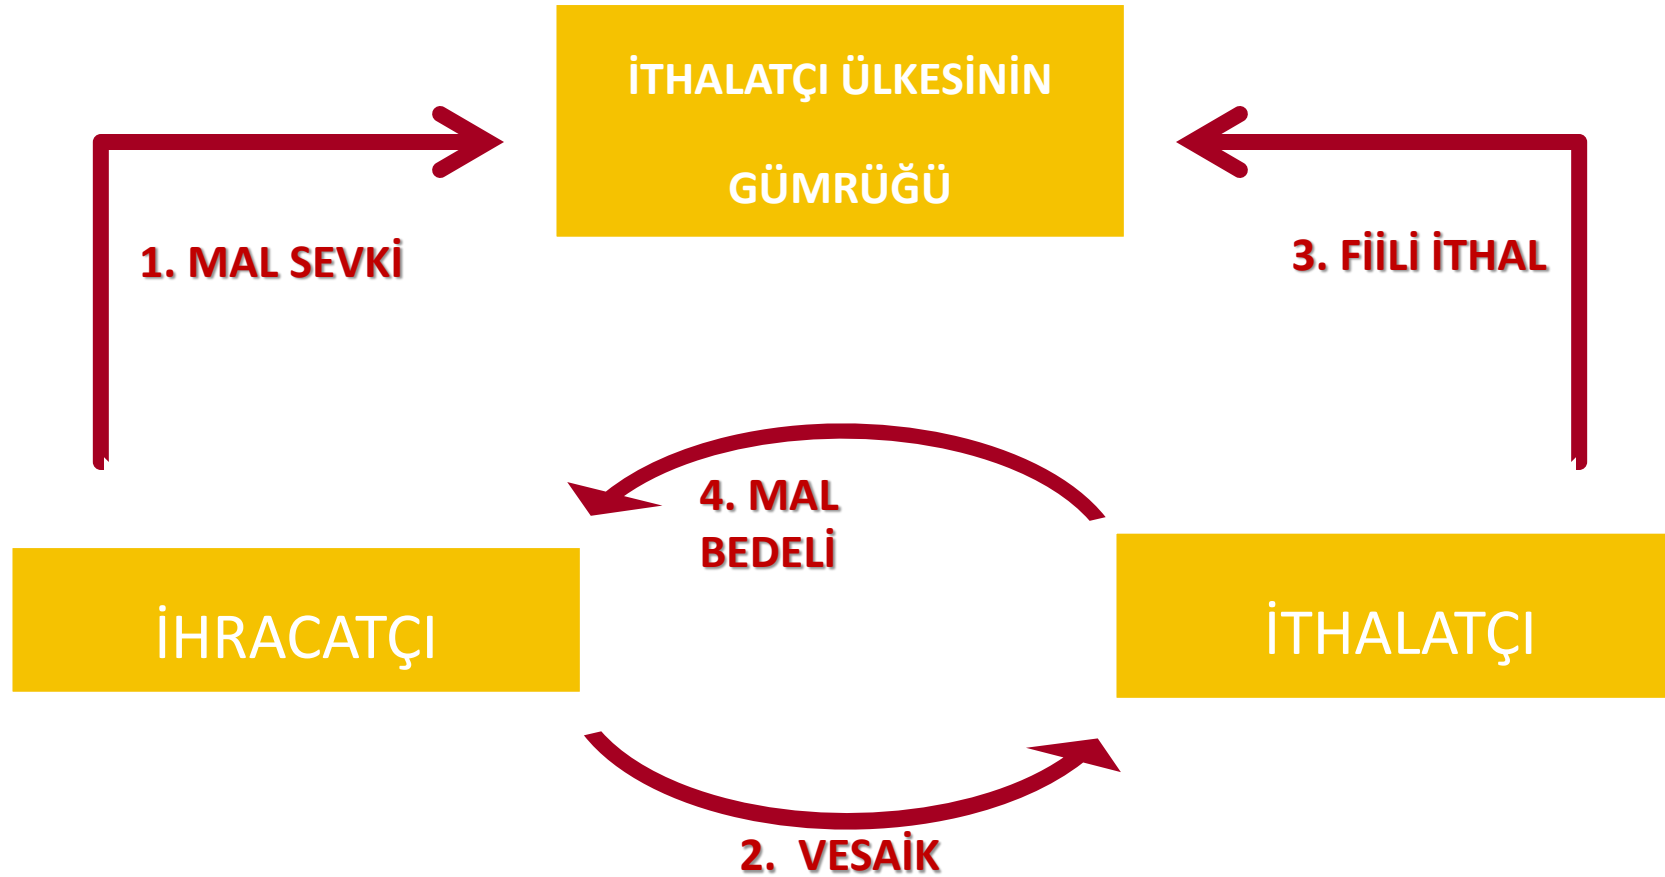 İTHALATÇI ÜLKESİNİN
GÜMRÜĞÜ
1. MAL SEVKİ
3. FİİLİ İTHAL
4. MAL
BEDELİ
İHRACATÇI
İTHALATÇI
2. VESAİK